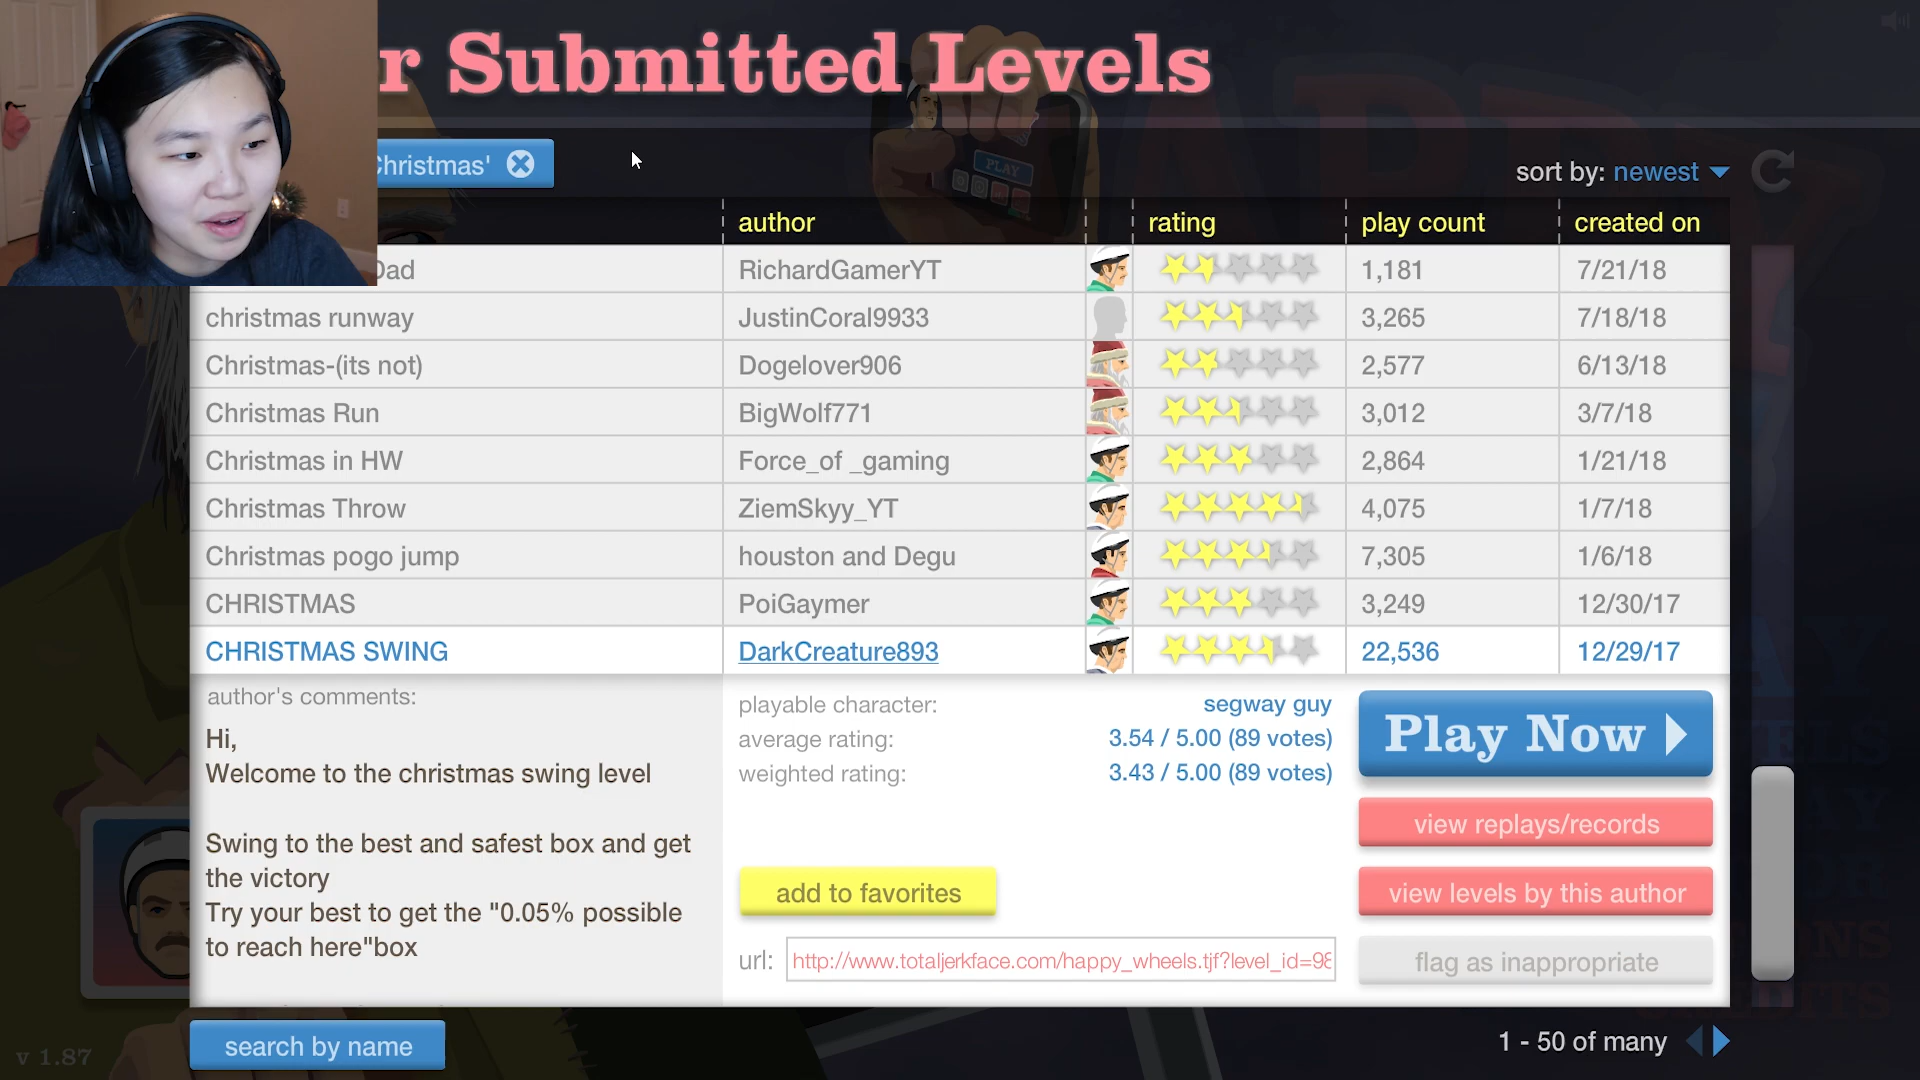 r Submitted Levels
Christmas'
sort by: newest
author rating play count created on
Dad RichardGamerYT 1,181 7/21/18
christmas runway JustinCoral9933 3,265 7/18/18
Christmas-(its not) Dogelover906 2,577 6/13/18
Christmas Run BigWolf771 3,012 3/7/18
Christmas in HW Force_of _gaming 2,864 1/21/18
Christmas Throw ZiemSkyy_YT 4,075 1/7/18
Christmas pogo jump houston and Degu 7,305 1/6/18
CHRISTMAS PoiGaymer 3,249 12/30/17
CHRISTMAS SWING DarkCreature893 22,536 12/29/17
author's comments:
Hi,
Welcome to the christmas swing level
Swing to the best and safest box and get
the victory
Try your best to get the "0.05% possible
to reach here"box
playable character: segway guy
average rating: 3.54 / 5.00 (89 votes)
weighted rating: 3.43 / 5.00 (89 votes)
add to favorites
url: http://www.totaljerkface.com/happy_wheels.tjf?level_id=98
Play Now
view replays/records
view levels by this author
flag as inappropriate
search by name
1 - 50 of many
v 1.87
PLAY